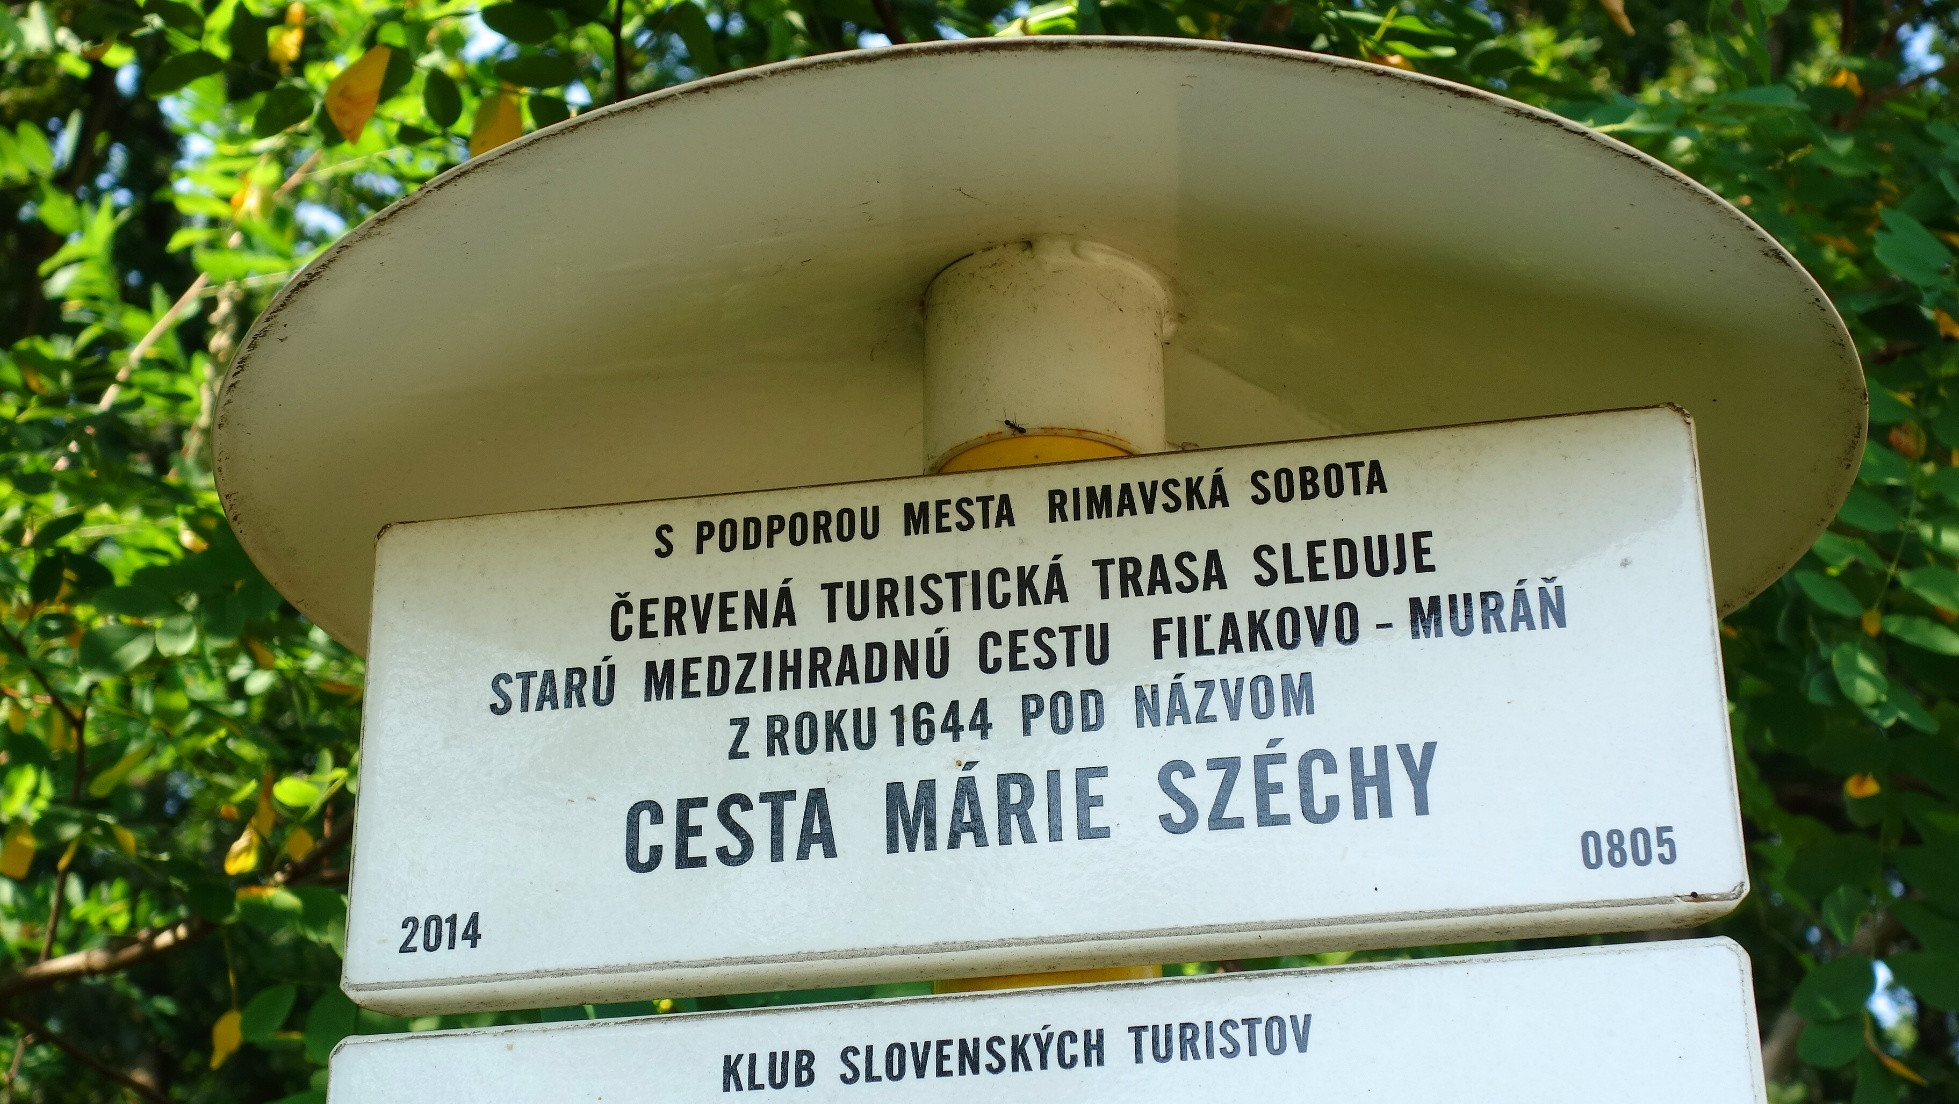 S PODPOROU MESTA RIMAVSKÁ SOBOTA
ČERVENÁ TURISTICKÁ TRASA SLEDUJE
STARÚ MEDZIHRADNÚ CESTU FIĽAKOVO - MURÁŇ
Z ROKU 1644 POD NÁZVOM
CESTA MÁRIE SZÉCHY
0805
2014
KLUB SLOVENSKÝCH TURISTOV